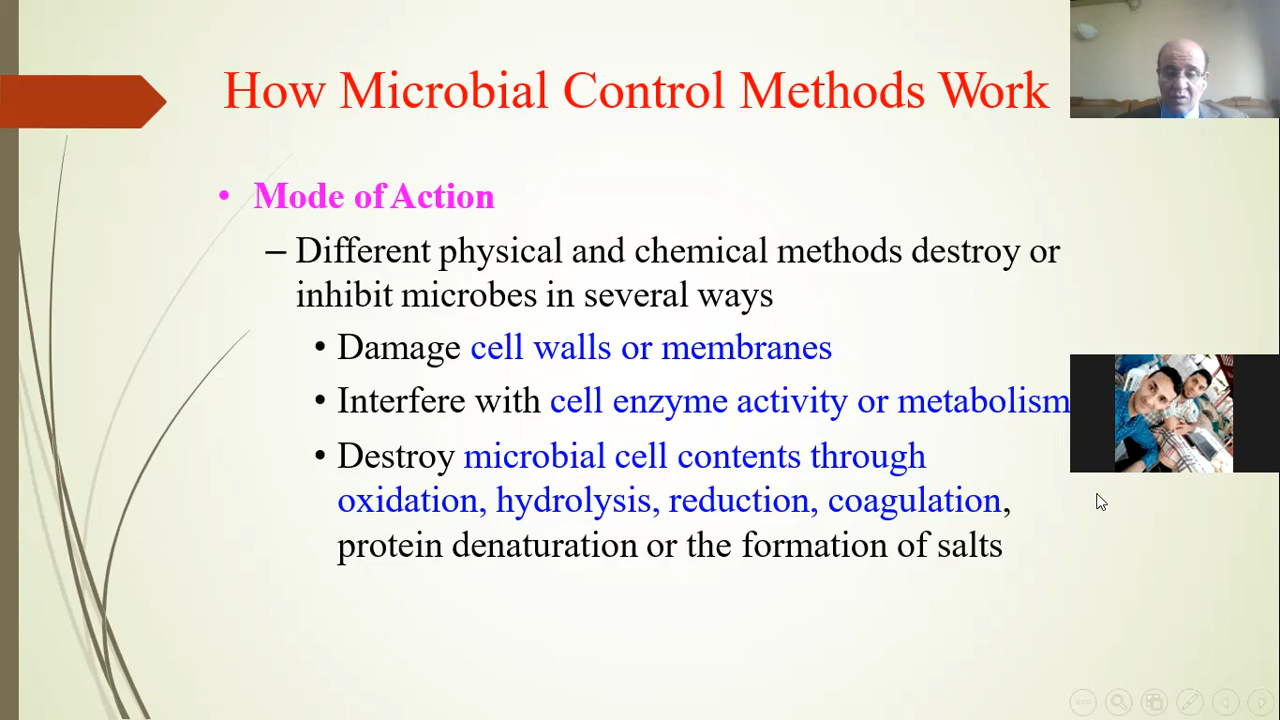 How Microbial Control Methods Work
• Mode of Action
– Different physical and chemical methods destroy or
inhibit microbes in several ways
• Damage cell walls or membranes
• Interfere with cell enzyme activity or metabolism
• Destroy microbial cell contents through
oxidation, hydrolysis, reduction, coagulation,
protein denaturation or the formation of salts